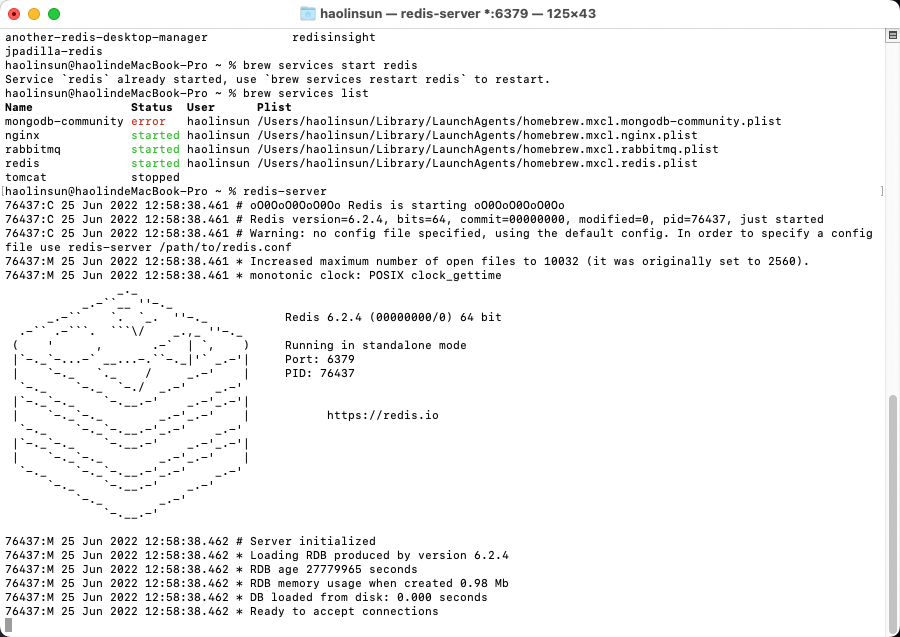 haolinsun — redis-server *:6379 — 125×43
another-redis-desktop-manager            redisinsight
jpadilla-redis
haolinsun@haolindeMacBook-Pro ~ % brew services start redis
Service `redis` already started, use `brew services restart redis` to restart.
haolinsun@haolindeMacBook-Pro ~ % brew services list
Name              Status  User      Plist
mongodb-community error   haolinsun /Users/haolinsun/Library/LaunchAgents/homebrew.mxcl.mongodb-community.plist
nginx             started haolinsun /Users/haolinsun/Library/LaunchAgents/homebrew.mxcl.nginx.plist
rabbitmq          started haolinsun /Users/haolinsun/Library/LaunchAgents/homebrew.mxcl.rabbitmq.plist
redis             started haolinsun /Users/haolinsun/Library/LaunchAgents/homebrew.mxcl.redis.plist
tomcat            stopped
[haolinsun@haolindeMacBook-Pro ~ % redis-server ]
76437:C 25 Jun 2022 12:58:38.461 # oO0OoO0OoO0Oo Redis is starting oO0OoO0OoO0Oo
76437:C 25 Jun 2022 12:58:38.461 # Redis version=6.2.4, bits=64, commit=00000000, modified=0, pid=76437, just started
76437:C 25 Jun 2022 12:58:38.461 # Warning: no config file specified, using the default config. In order to specify a config
file use redis-server /path/to/redis.conf
76437:M 25 Jun 2022 12:58:38.461 * Increased maximum number of open files to 10032 (it was originally set to 2560).
76437:M 25 Jun 2022 12:58:38.461 * monotonic clock: POSIX clock_gettime
Redis 6.2.4 (00000000/0) 64 bit
Running in standalone mode
Port: 6379
PID: 76437
https://redis.io
76437:M 25 Jun 2022 12:58:38.462 # Server initialized
76437:M 25 Jun 2022 12:58:38.462 * Loading RDB produced by version 6.2.4
76437:M 25 Jun 2022 12:58:38.462 * RDB age 27779965 seconds
76437:M 25 Jun 2022 12:58:38.462 * RDB memory usage when created 0.98 Mb
76437:M 25 Jun 2022 12:58:38.462 * DB loaded from disk: 0.000 seconds
76437:M 25 Jun 2022 12:58:38.462 * Ready to accept connections